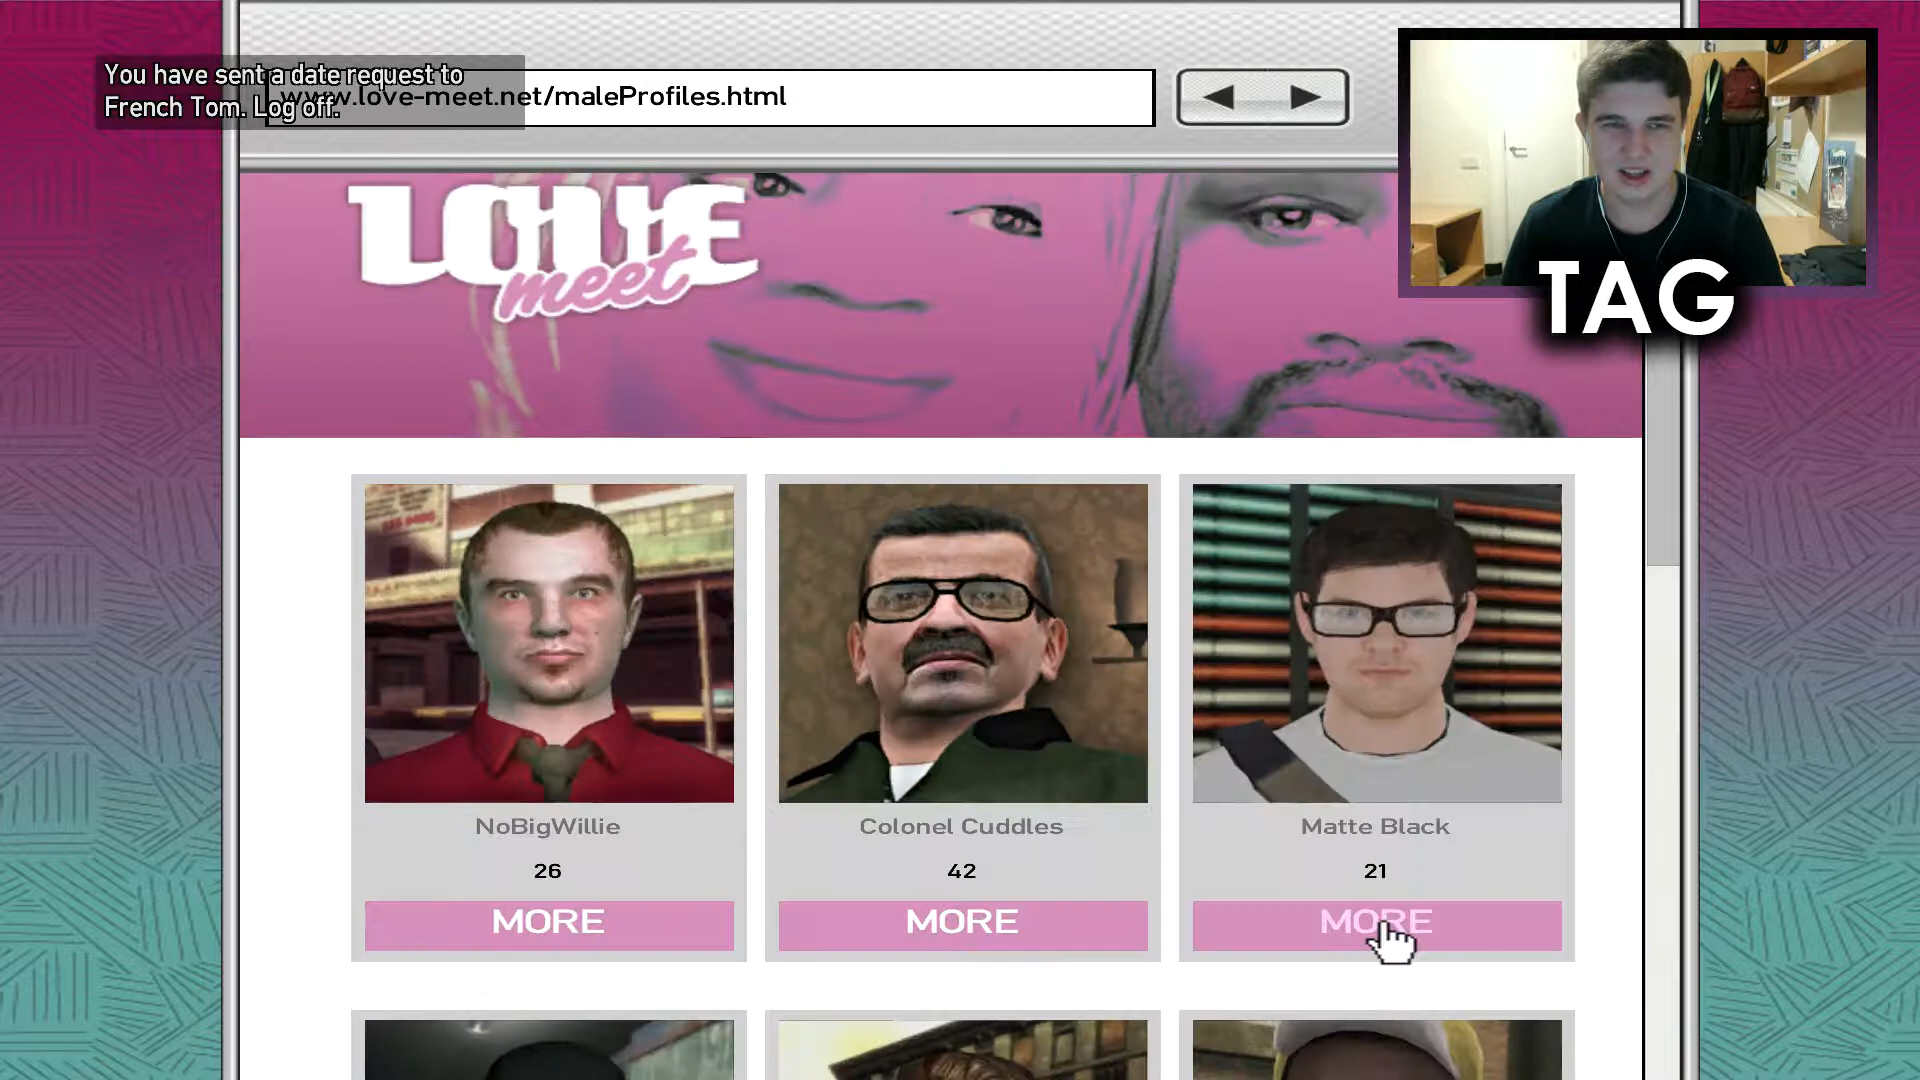 You have sent a date request to
French Tom. Log off.
www.love-meet.net/maleProfiles.html
LOVE
meet
TAG
NoBigWillie
Colonel Cuddles
Matte Black
26
42
21
MORE
MORE
MORE